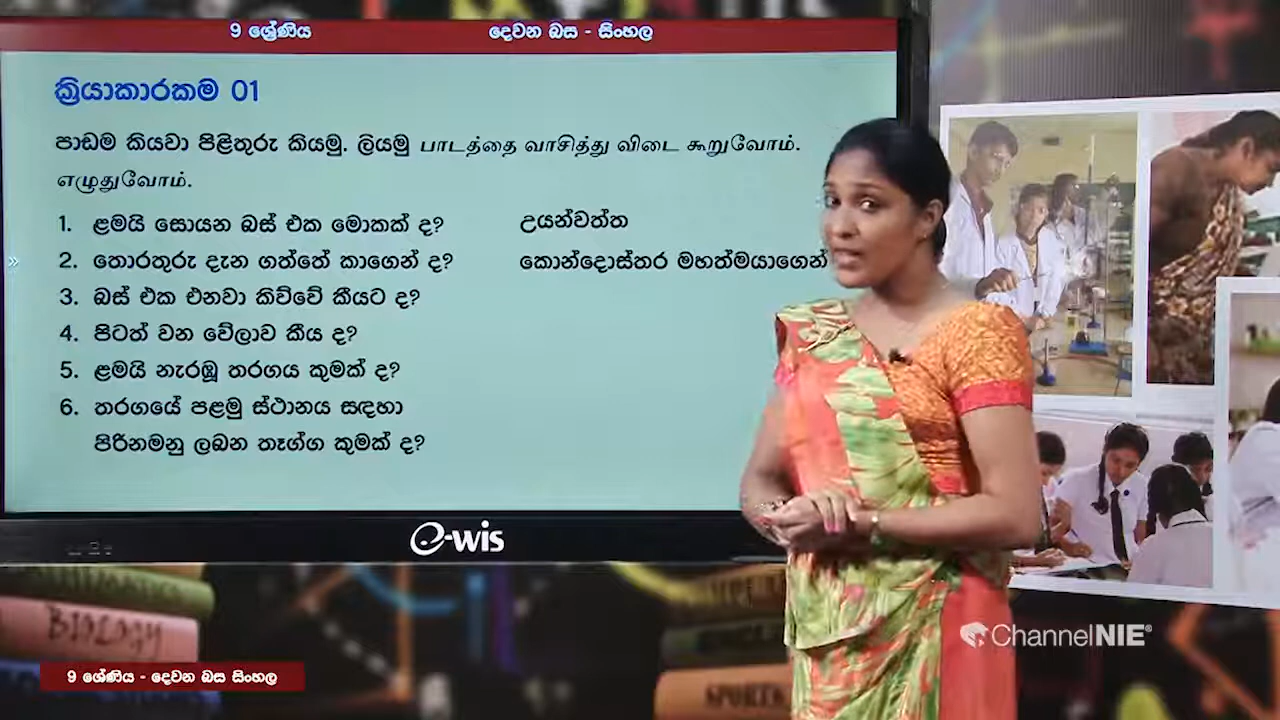 9 ශ්‍රේණිය
දෙවන බස - සිංහල
ක්‍රියාකාරකම 01
පාඩම කියවා පිළිතුරු කියමු. ලියමු பாடத்தை வாசித்து விடை கூறுவோம்.
எழுதுவோம்.
1. ළමයි සොයන බස් එක මොකක් ද? උයන්වත්ත
2. තොරතුරු දැන ගත්තේ කාගෙන් ද? කොන්දොස්තර මහත්මයාගෙන්
3. බස් එක එනවා කිව්වේ කීයට ද?
4. පිටත් වන වේලාව කීය ද?
5. ළමයි නැරඹූ තරගය කුමක් ද?
6. තරගයේ පළමු ස්ථානය සඳහා
පිරිනමනු ලබන තෑග්ග කුමක් ද?
e-wis
BIOLOGY
SPORTS
ChannelNIE
9 ශ්‍රේණිය - දෙවන බස සිංහල